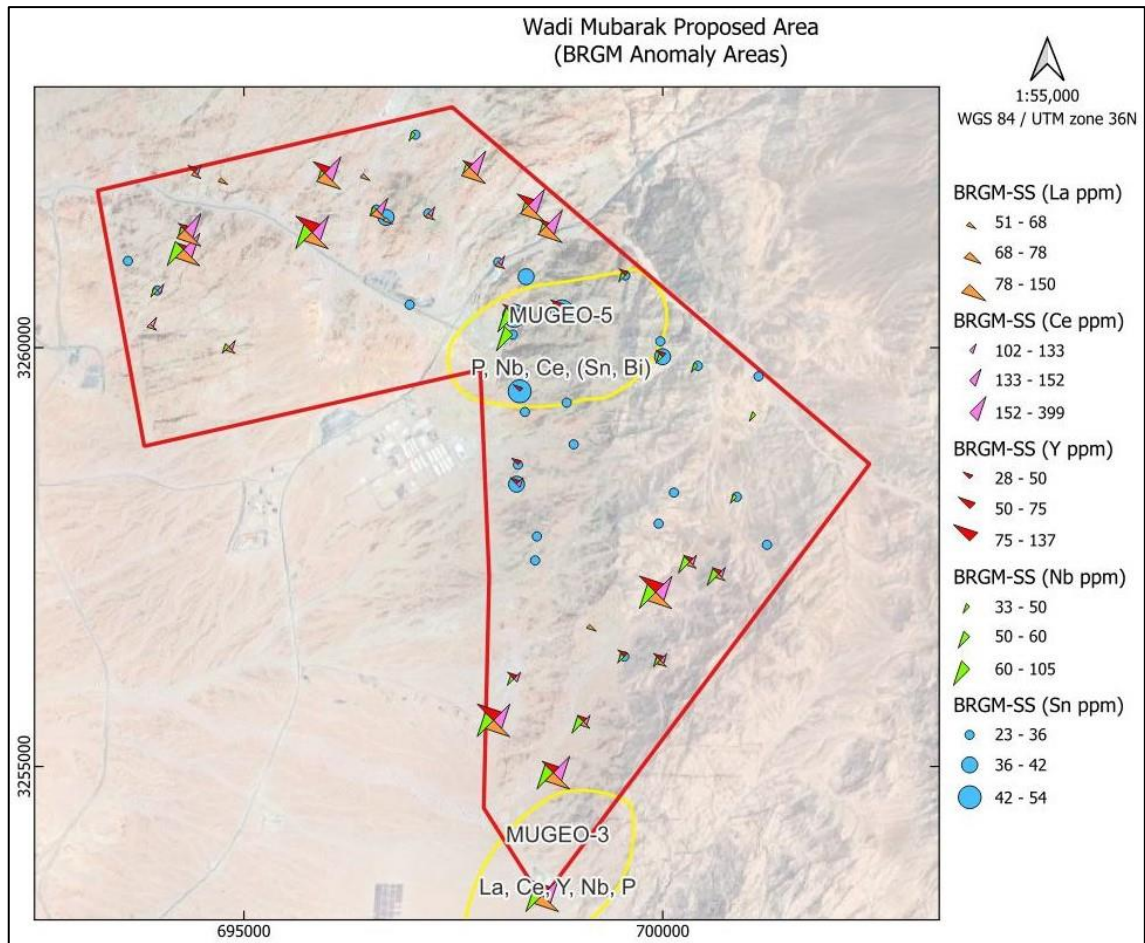 Wadi Mubarak Proposed Area
(BRGM Anomaly Areas)
1:55,000
WGS 84 / UTM zone 36N
BRGM-SS (La ppm)
51 - 68
68 - 78
78 - 150
BRGM-SS (Ce ppm)
102 - 133
133 - 152
152 - 399
BRGM-SS (Y ppm)
28 - 50
50 - 75
75 - 137
BRGM-SS (Nb ppm)
33 - 50
50 - 60
60 - 105
BRGM-SS (Sn ppm)
23 - 36
36 - 42
42 - 54
3260000
MUGEO-5
P, Nb, Ce, (Sn, Bi)
3255000
MUGEO-3
La, Ce, Y, Nb, P
695000
700000